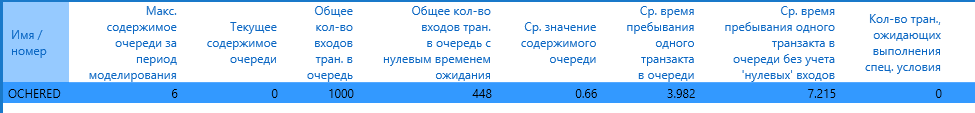 Имя /
номер
Макс.
содержимое
очереди за
период
моделирования
Текущее
содержимое
очереди
Общее
кол-во
входов
тран. в
очередь
Общее кол-во
входов тран.
в очередь с
нулевым временем
ожидания
Ср. значение
содержимого
очереди
Ср. время
пребывания
одного
транзакта
в очереди
Ср. время
пребывания одного
транзакта в
очереди без учета
'нулевых' входов
Кол-во тран.,
ожидающих
выполнения
спец. условия
OCHERED 6 0 1000 448 0.66 3.982 7.215 0